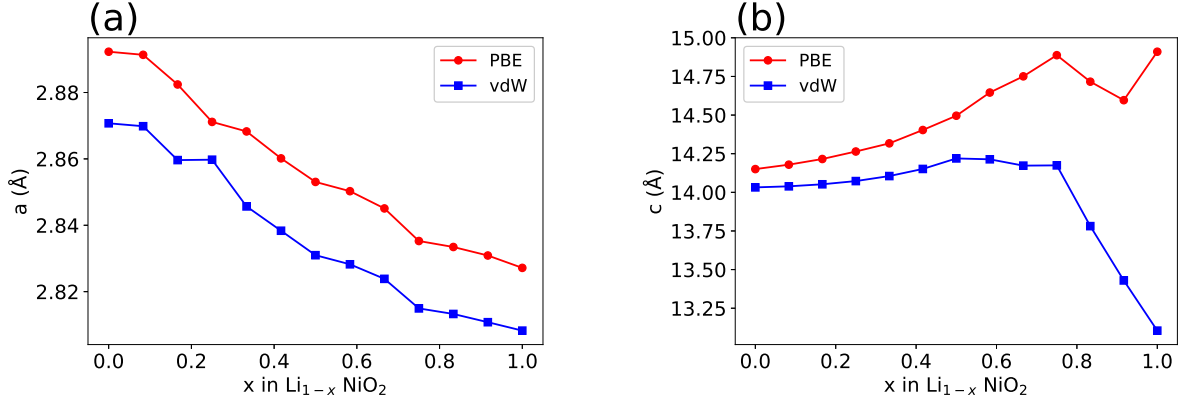 (a)
a (Å)
2.88
2.86
2.84
2.82
PBE
vdW
0.0 0.2 0.4 0.6 0.8 1.0
x in Li₁₋ₓ NiO₂
(b)
c (Å)
15.00
14.75
14.50
14.25
14.00
13.75
13.50
13.25
PBE
vdW
0.0 0.2 0.4 0.6 0.8 1.0
x in Li₁₋ₓ NiO₂